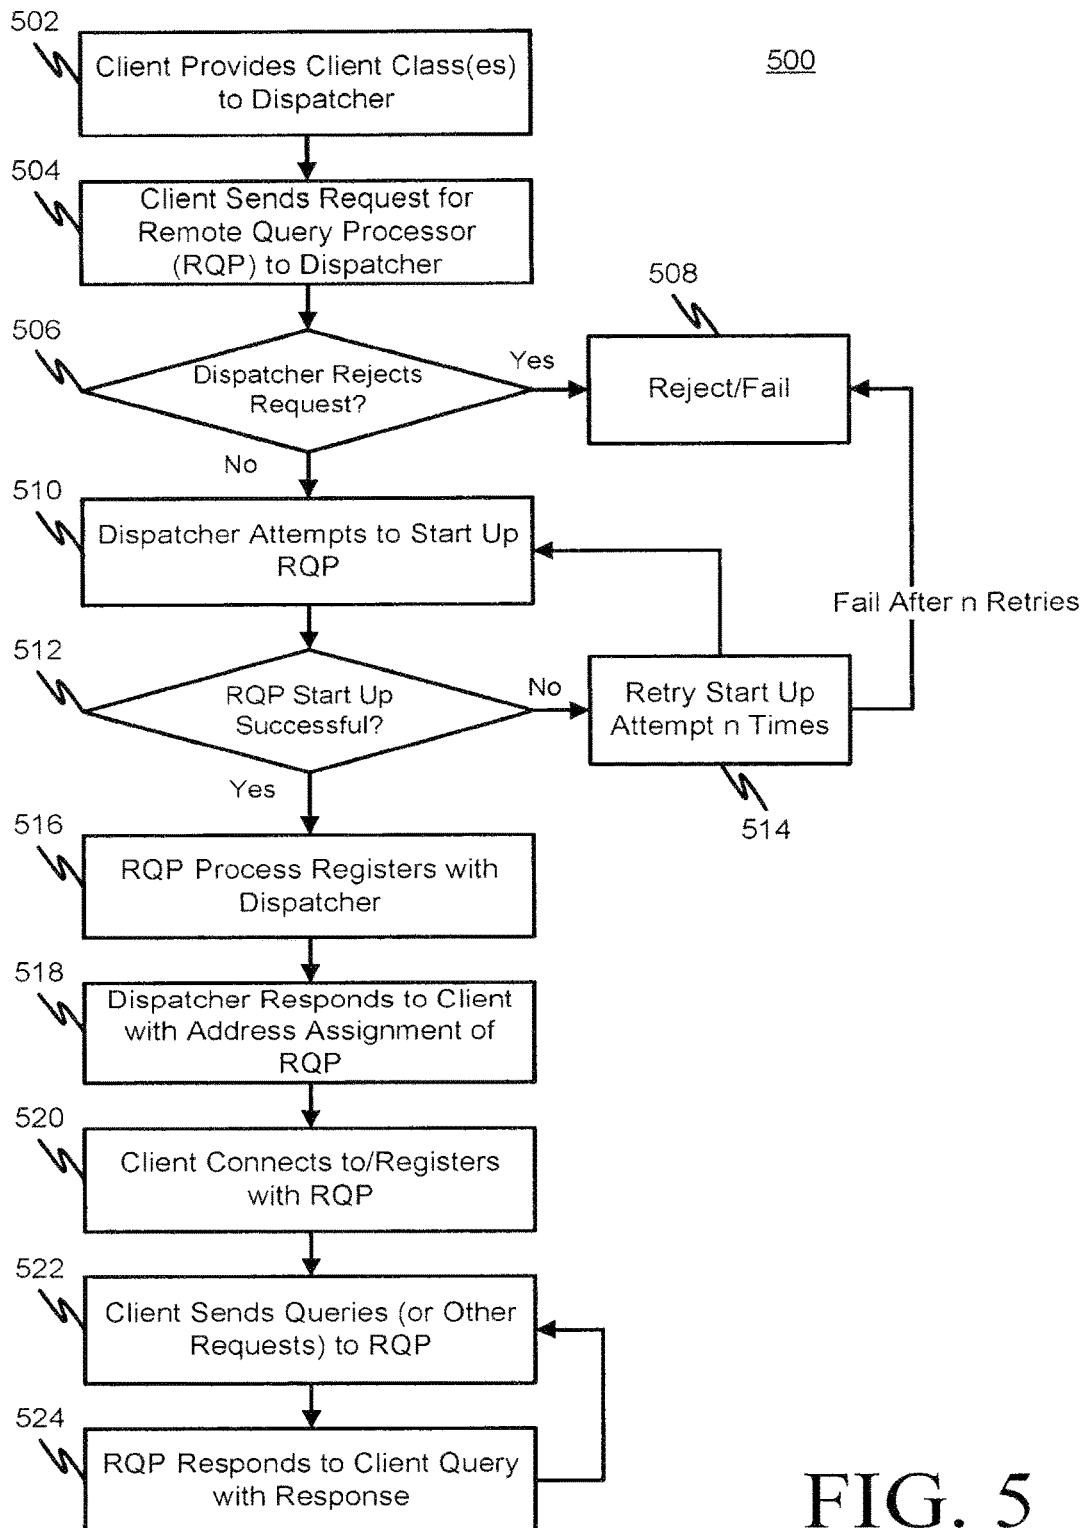 502
Client Provides Client Class(es)
to Dispatcher
500
504
Client Sends Request for
Remote Query Processor
(RQP) to Dispatcher
506
Dispatcher Rejects
Request?
Yes
508
Reject/Fail
No
510
Dispatcher Attempts to Start Up
RQP
Fail After n Retries
512
RQP Start Up
Successful?
No
Retry Start Up
Attempt n Times
514
Yes
516
RQP Process Registers with
Dispatcher
518
Dispatcher Responds to Client
with Address Assignment of
RQP
520
Client Connects to/Registers
with RQP
522
Client Sends Queries (or Other
Requests) to RQP
524
RQP Responds to Client Query
with Response
FIG. 5